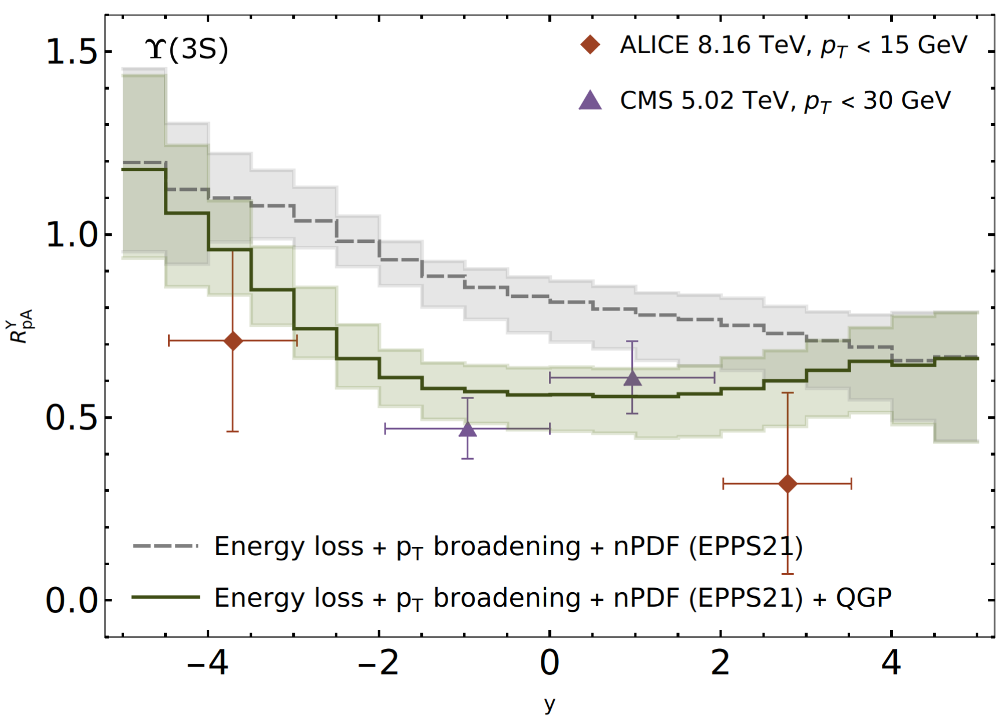 ϒ(3S)
ALICE 8.16 TeV, p_T < 15 GeV
CMS 5.02 TeV, p_T < 30 GeV
1.5
1.0
0.5
0.0
R^Υ_pA
Energy loss + p_T broadening + nPDF (EPPS21)
Energy loss + p_T broadening + nPDF (EPPS21) + QGP
−4 −2 0 2 4
y